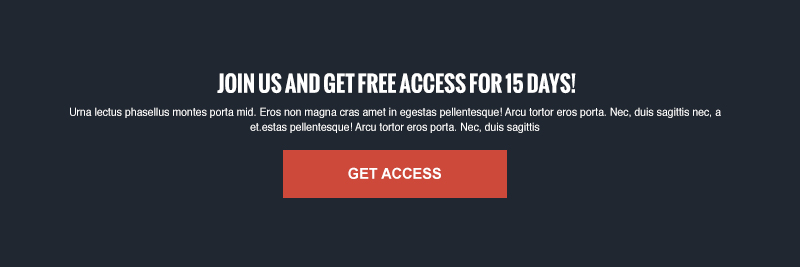 JOIN US AND GET FREE ACCESS FOR 15 DAYS!
Urna lectus phasellus montes porta mid. Eros non magna cras amet in egestas pellentesque! Arcu tortor eros porta. Nec, duis sagittis nec, a
et.estas pellentesque! Arcu tortor eros porta. Nec, duis sagittis
GET ACCESS